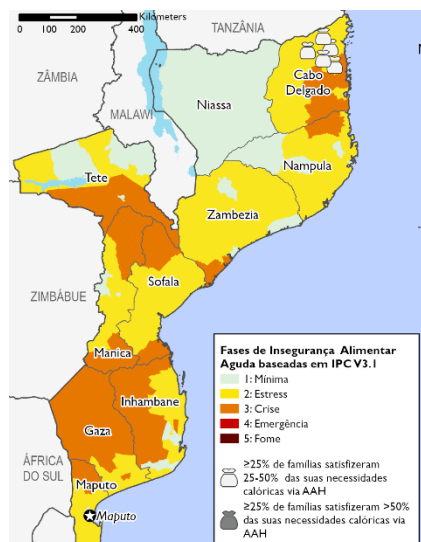 Kilometers
0 100 200 400
TANZÂNIA
ZÂMBIA
MALAWI
Cabo
Delgado
Niassa
Nampula
Tete
Zambezia
ZIMBÁBUE
Sofala
Manica
Inhambane
Gaza
ÁFRICA
DO SUL
Maputo
Maputo
Fases de Insegurança Alimentar
Aguda baseadas em IPC V3.1
1: Mínima
2: Estress
3: Crise
4: Emergência
5: Fome
≥25% de famílias satisfizeram
25-50% das suas necessidades
calóricas via AAH
≥25% de famílias satisfizeram >50%
das suas necessidades calóricas via
AAH